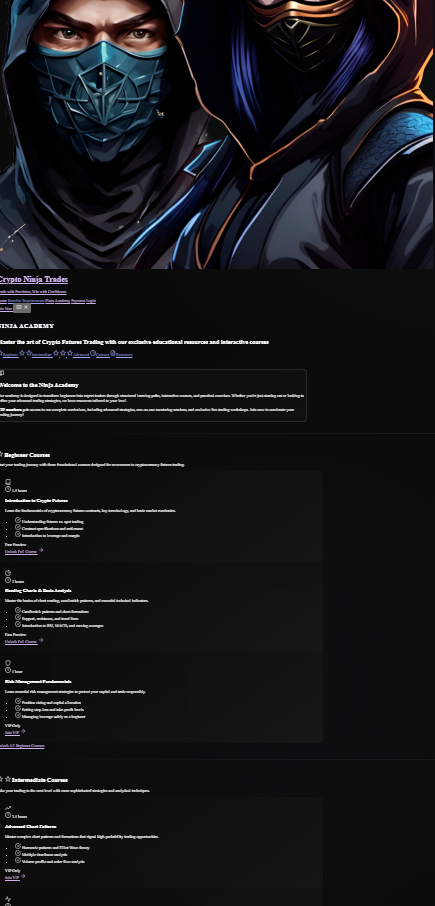 Crypto Ninja Trades
Trade with Precision, Win with Confidence
Home Benefits Requirements Plans Academy Payment Login
Join Now
NINJA ACADEMY
Master the art of Crypto Futures Trading with our exclusive educational resources and interactive courses
Beginner Intermediate Advanced Quizzes Resources
Welcome to the Ninja Academy
Our academy is designed to transform beginners into expert traders through structured learning paths, interactive courses, and practical exercises. Whether you're just starting out or looking to
refine your advanced trading strategies, we have resources tailored to your level.
VIP members gain access to our complete curriculum, including advanced strategies, one-on-one mentoring sessions, and exclusive live trading workshops. Join now to accelerate your
trading journey!
Beginner Courses
Start your trading journey with these foundational courses designed for newcomers to cryptocurrency futures trading.
1.5 hours
Introduction to Crypto Futures
Learn the fundamentals of cryptocurrency futures contracts, key terminology, and basic market mechanics.
Understanding futures vs. spot trading
Contract specifications and settlement
Introduction to leverage and margin
Free Preview
Unlock Full Course
2 hours
Reading Charts & Basic Analysis
Master the basics of chart reading, candlestick patterns, and essential technical indicators.
Candlestick patterns and chart formations
Support, resistance, and trend lines
Introduction to RSI, MACD, and moving averages
Free Preview
Unlock Full Course
1 hour
Risk Management Fundamentals
Learn essential risk management strategies to protect your capital and trade responsibly.
Position sizing and capital allocation
Setting stop-loss and take-profit levels
Managing leverage safely as a beginner
VIP Only
Join VIP
Unlock All Beginner Courses
Intermediate Courses
Take your trading to the next level with more sophisticated strategies and analytical techniques.
2.5 hours
Advanced Chart Patterns
Master complex chart patterns and formations that signal high-probability trading opportunities.
Harmonic patterns and Elliott Wave theory
Multiple timeframe analysis
Volume profile and order flow analysis
VIP Only
Join VIP